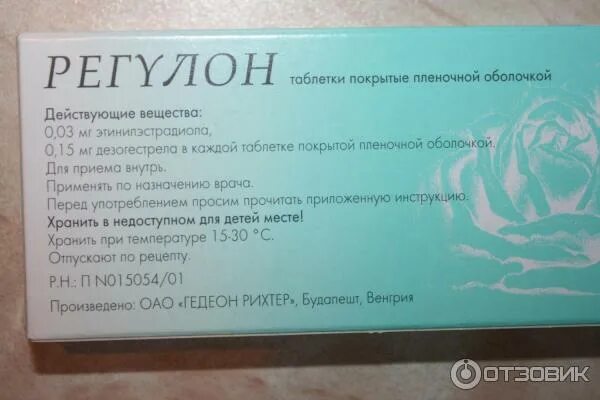 РЕГУЛОН таблетки покрытые пленочной оболочкой
Действующие вещества:
0,03 мг этинилэстрадиола,
0,15 мг дезогестрела в каждой таблетке покрытой пленочной оболочкой.
Для приема внутрь.
Применять по назначению врача.
Перед употреблением просим прочитать приложенную инструкцию.
Хранить в недоступном для детей месте!
Хранить при температуре 15-30 °C.
Отпускают по рецепту.
Р.Н.: П N015054/01
Произведено: ОАО "ГЕДЕОН РИХТЕР", Будапешт, Венгрия
ОТЗОВИК